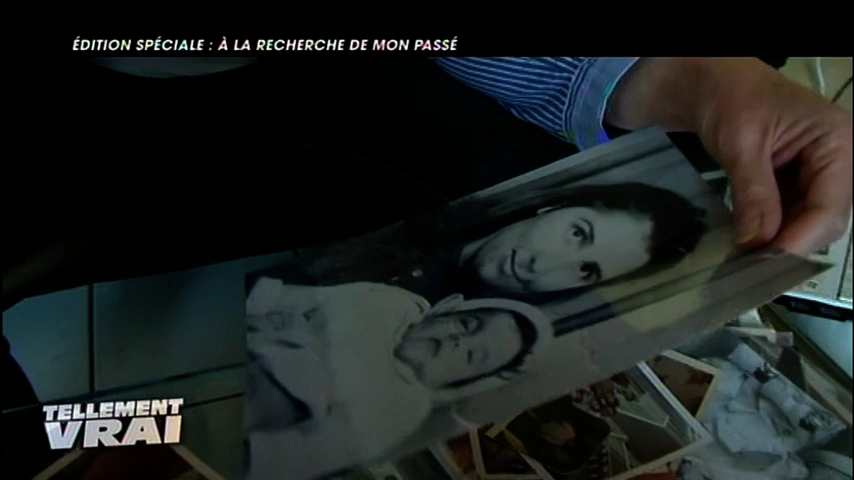 ÉDITION SPÉCIALE : À LA RECHERCHE DE MON PASSÉ
TELLEMENT
VRAI